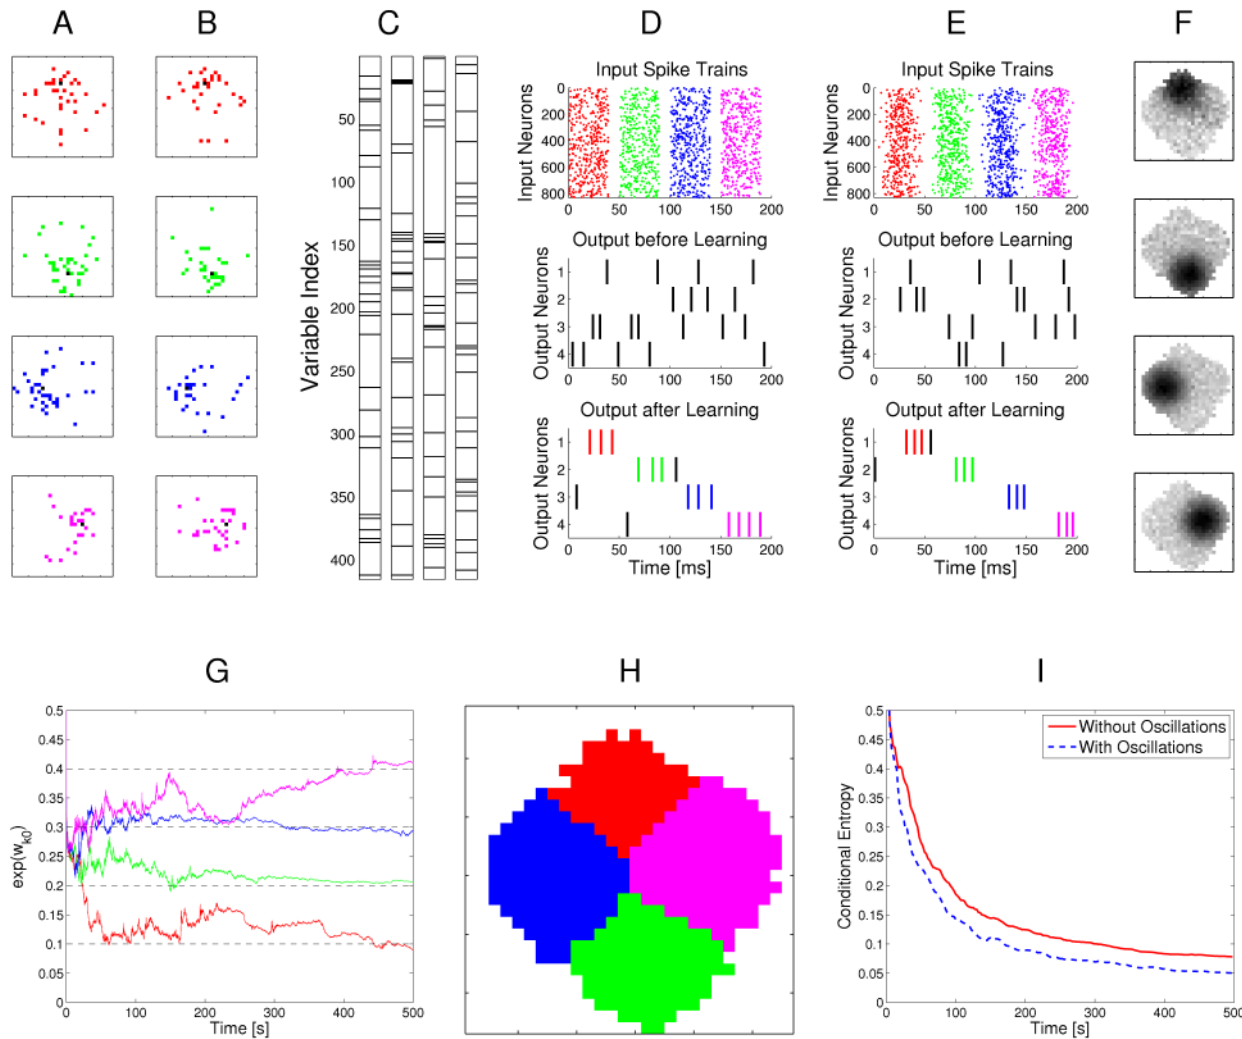 A
B
C
D
E
F
Variable Index
50
100
150
200
250
300
350
400
Input Spike Trains
Input Neurons
0
200
400
600
800
0 50 100 150 200
Output before Learning
Output Neurons
1
2
3
4
0 50 100 150 200
Output after Learning
Output Neurons
1
2
3
4
0 50 100 150 200
Time [ms]
Input Spike Trains
Input Neurons
0
200
400
600
800
0 50 100 150 200
Output before Learning
Output Neurons
1
2
3
4
0 50 100 150 200
Output after Learning
Output Neurons
1
2
3
4
0 50 100 150 200
Time [ms]
G
exp(w_k0)
0.5
0.45
0.4
0.35
0.3
0.25
0.2
0.15
0.1
0.05
0
0 100 200 300 400 500
Time [s]
H
I
Conditional Entropy
0.5
0.4
0.3
0.2
0.1
0.05
0
0 100 200 300 400 500
Time [s]
Without Oscillations
With Oscillations